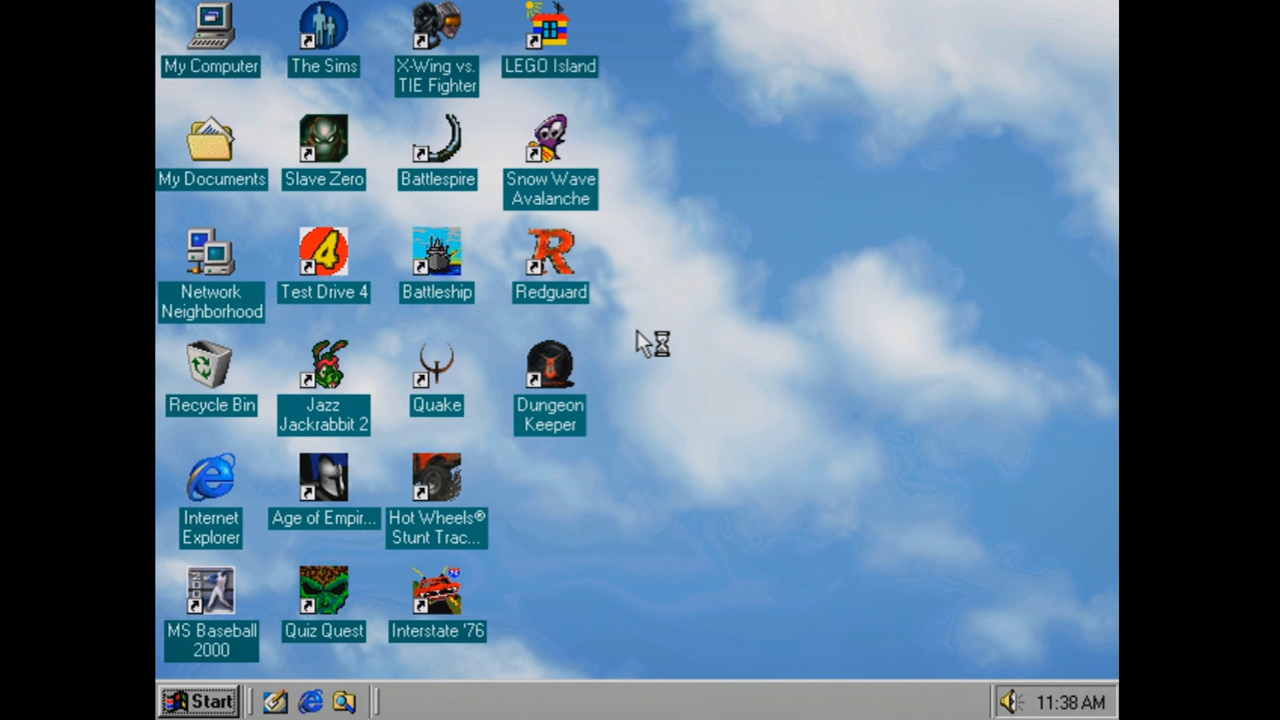 My Computer
The Sims
X-Wing vs.
TIE Fighter
LEGO Island
My Documents
Slave Zero
Battlespire
Snow Wave
Avalanche
Network
Neighborhood
Test Drive 4
Battleship
Redguard
Recycle Bin
Jazz
Jackrabbit 2
Quake
Dungeon
Keeper
Internet
Explorer
Age of Empir...
Hot Wheels®
Stunt Trac...
MS Baseball
2000
Quiz Quest
Interstate '76
Start
11:38 AM